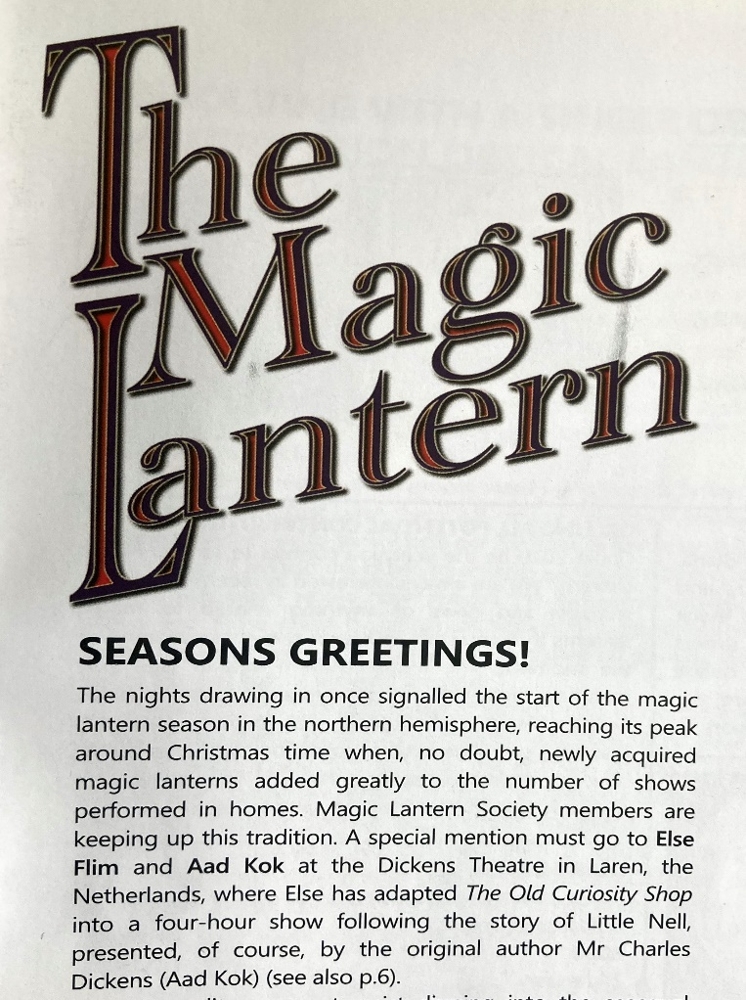 The
Magic
Lantern
SEASONS GREETINGS!
The nights drawing in once signalled the start of the magic
lantern season in the northern hemisphere, reaching its peak
around Christmas time when, no doubt, newly acquired
magic lanterns added greatly to the number of shows
performed in homes. Magic Lantern Society members are
keeping up this tradition. A special mention must go to Else
Flim and Aad Kok at the Dickens Theatre in Laren, the
Netherlands, where Else has adapted The Old Curiosity Shop
into a four-hour show following the story of Little Nell,
presented, of course, by the original author Mr Charles
Dickens (Aad Kok) (see also p.6).